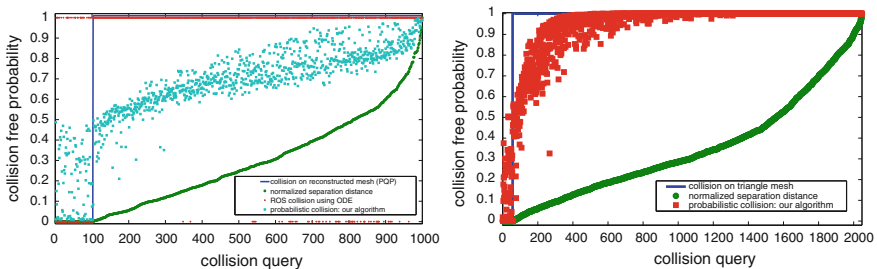 collision free probability
1
0.9
0.8
0.7
0.6
0.5
0.4
0.3
0.2
0.1
0
collision on reconstructed mesh (PQP)
normalized separation distance
ROS collision using ODE
probabilistic collision: our algorithm
0 100 200 300 400 500 600 700 800 900 1000
collision query
collision free probability
1
0.9
0.8
0.7
0.6
0.5
0.4
0.3
0.2
0.1
0
collision on triangle mesh
normalized separation distance
probabilistic collision: our algorithm
0 200 400 600 800 1000 1200 1400 1600 1800 2000
collision query